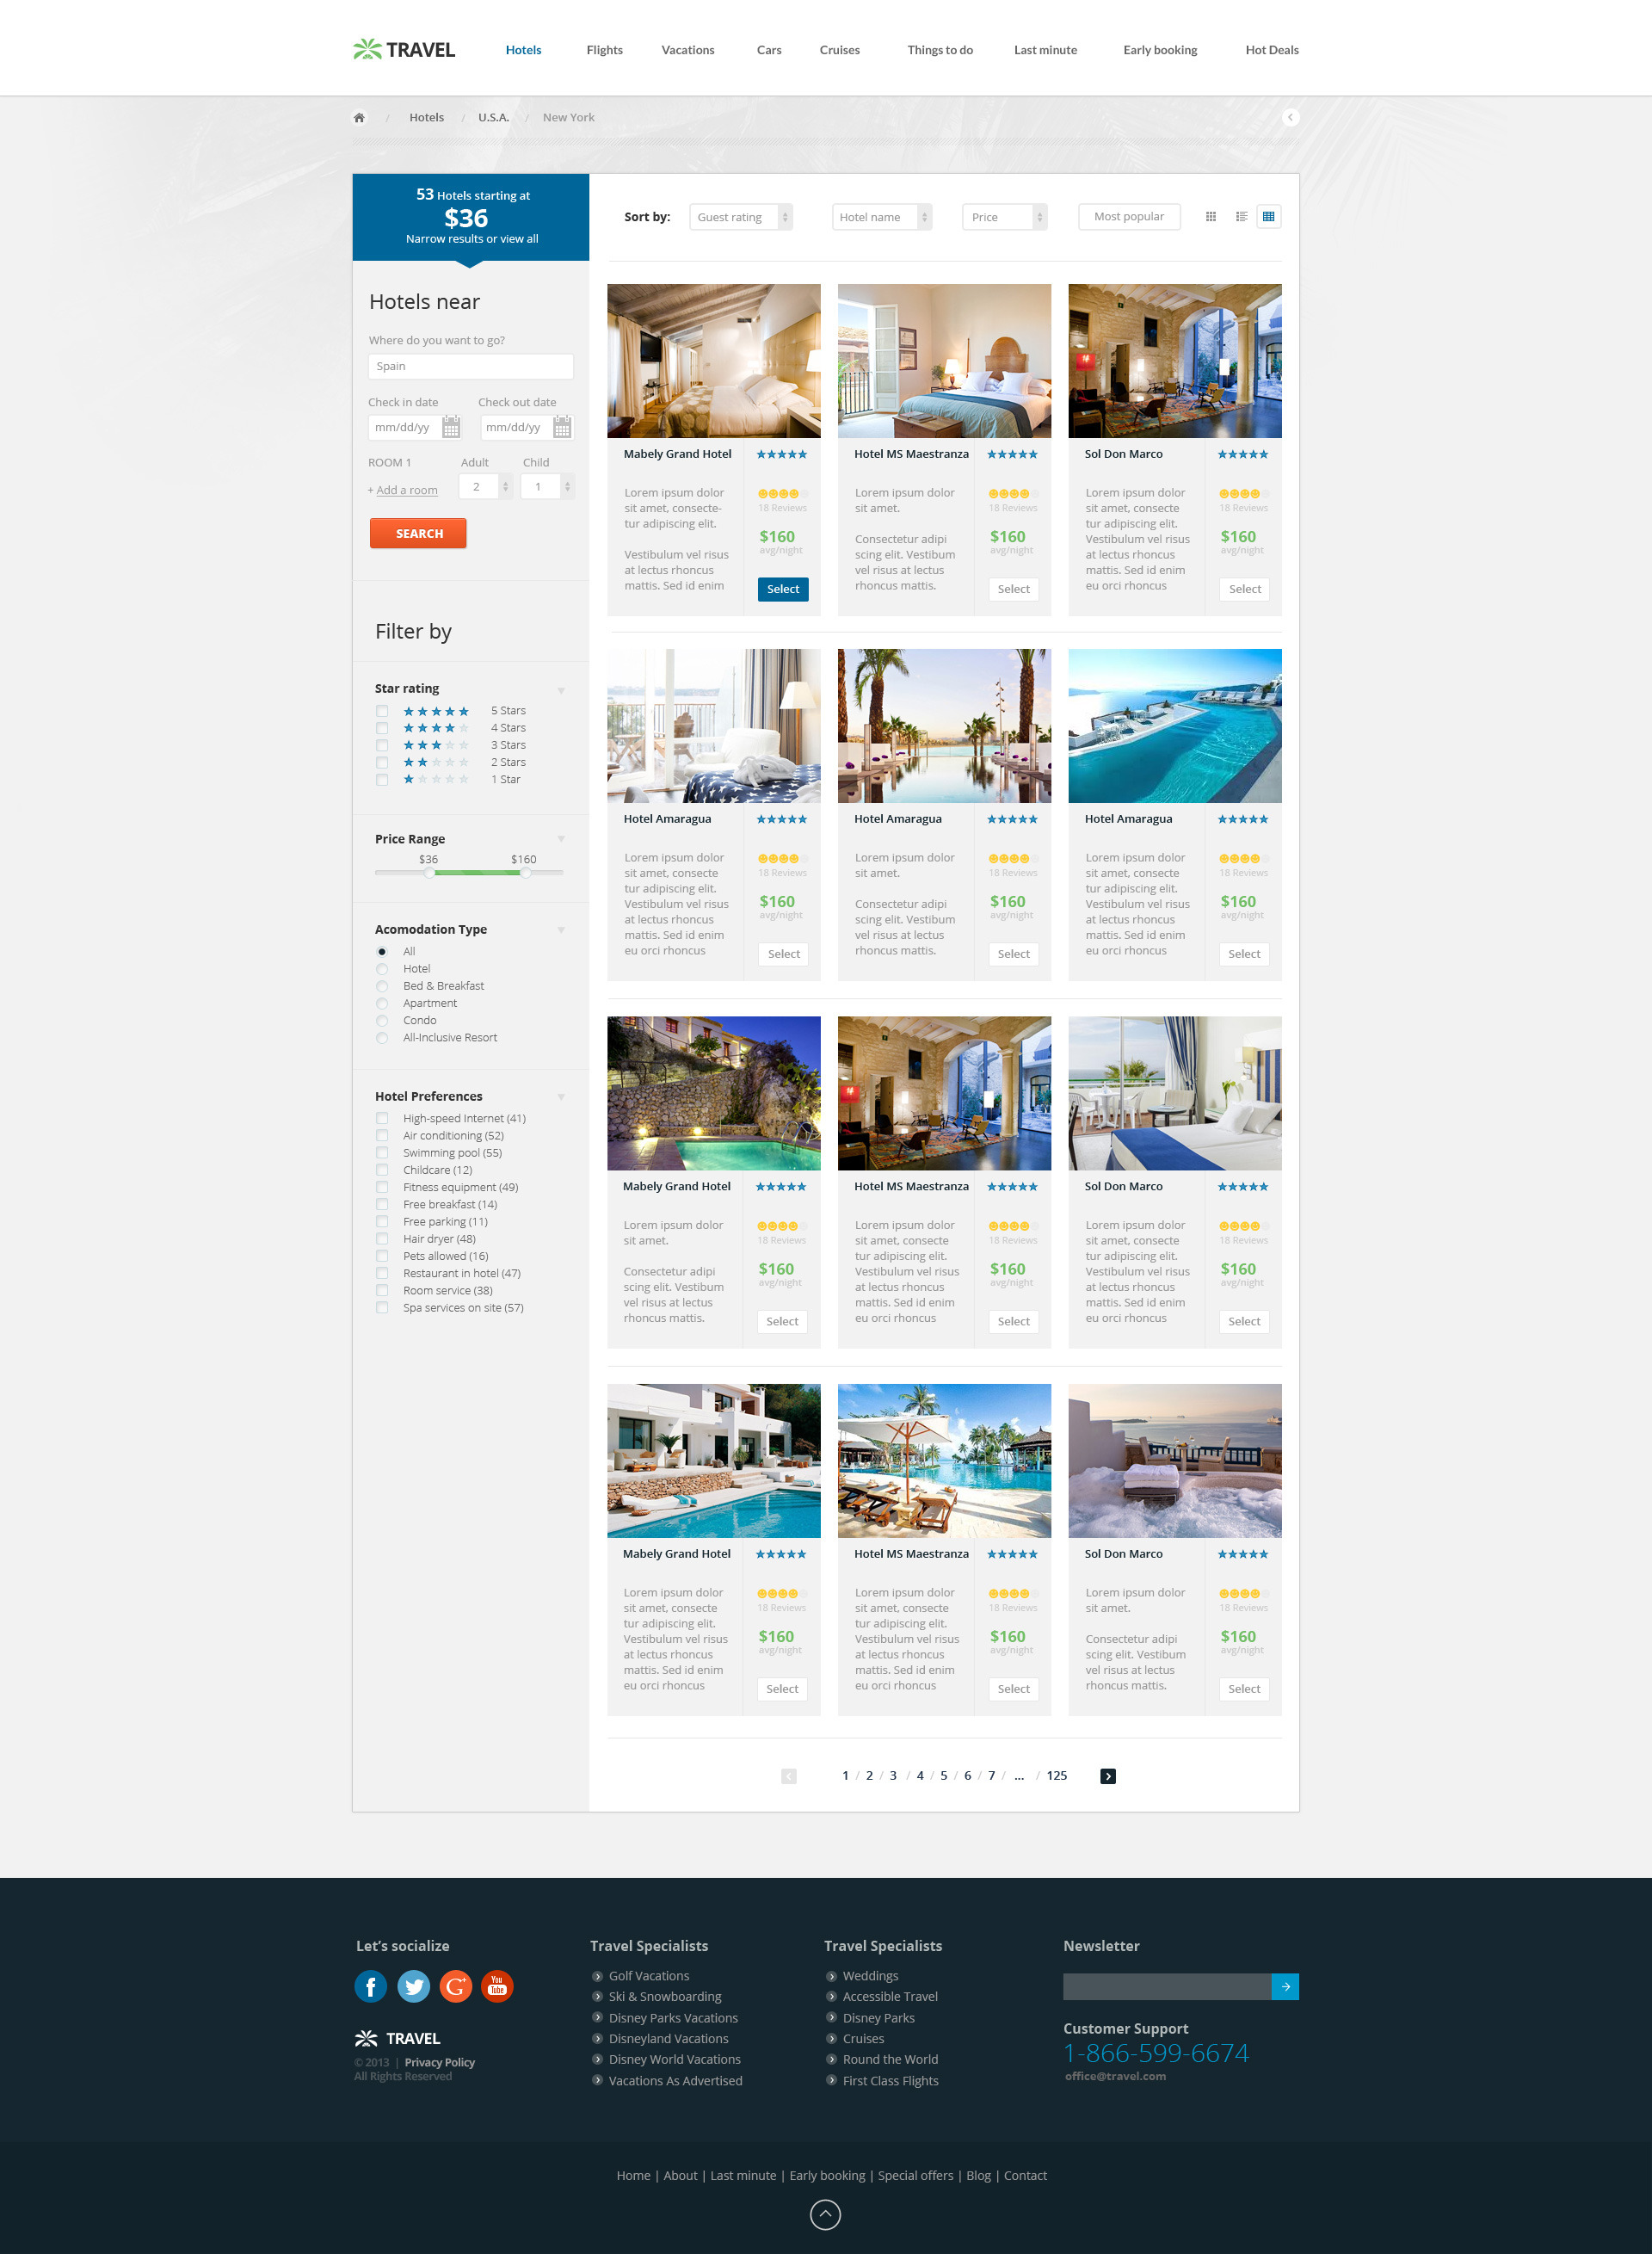 TRAVEL
Hotels Flights Vacations Cars Cruises Things to do Last minute Early booking Hot Deals
/ Hotels / U.S.A. / New York
53 Hotels starting at
$36
Narrow results or view all
Hotels near
Where do you want to go?
Spain
Check in date Check out date
mm/dd/yy mm/dd/yy
ROOM 1 Adult Child
+ Add a room 2 1
SEARCH
Filter by
Star rating
5 Stars
4 Stars
3 Stars
2 Stars
1 Star
Price Range
$36 $160
Acomodation Type
All
Hotel
Bed & Breakfast
Apartment
Condo
All-Inclusive Resort
Hotel Preferences
High-speed Internet (41)
Air conditioning (52)
Swimming pool (55)
Childcare (12)
Fitness equipment (49)
Free breakfast (14)
Free parking (11)
Hair dryer (48)
Pets allowed (16)
Restaurant in hotel (47)
Room service (38)
Spa services on site (57)
Sort by: Guest rating Hotel name Price Most popular
Mabely Grand Hotel
Lorem ipsum dolor
sit amet, consecte-
tur adipiscing elit.
Vestibulum vel risus
at lectus rhoncus
mattis. Sed id enim
18 Reviews
$160
avg/night
Select
Hotel MS Maestranza
Lorem ipsum dolor
sit amet.
Consectetur adipi
scing elit. Vestibum
vel risus at lectus
rhoncus mattis.
18 Reviews
$160
avg/night
Select
Sol Don Marco
Lorem ipsum dolor
sit amet, consecte
tur adipiscing elit.
Vestibulum vel risus
at lectus rhoncus
mattis. Sed id enim
eu orci rhoncus
18 Reviews
$160
avg/night
Select
Hotel Amaragua
Lorem ipsum dolor
sit amet, consecte
tur adipiscing elit.
Vestibulum vel risus
at lectus rhoncus
mattis. Sed id enim
eu orci rhoncus
18 Reviews
$160
avg/night
Select
Hotel Amaragua
Lorem ipsum dolor
sit amet.
Consectetur adipi
scing elit. Vestibum
vel risus at lectus
rhoncus mattis.
18 Reviews
$160
avg/night
Select
Hotel Amaragua
Lorem ipsum dolor
sit amet, consecte
tur adipiscing elit.
Vestibulum vel risus
at lectus rhoncus
mattis. Sed id enim
eu orci rhoncus
18 Reviews
$160
avg/night
Select
Mabely Grand Hotel
Lorem ipsum dolor
sit amet.
Consectetur adipi
scing elit. Vestibum
vel risus at lectus
rhoncus mattis.
18 Reviews
$160
avg/night
Select
Hotel MS Maestranza
Lorem ipsum dolor
sit amet, consecte
tur adipiscing elit.
Vestibulum vel risus
at lectus rhoncus
mattis. Sed id enim
eu orci rhoncus
18 Reviews
$160
avg/night
Select
Sol Don Marco
Lorem ipsum dolor
sit amet, consecte
tur adipiscing elit.
Vestibulum vel risus
at lectus rhoncus
mattis. Sed id enim
eu orci rhoncus
18 Reviews
$160
avg/night
Select
Mabely Grand Hotel
Lorem ipsum dolor
sit amet, consecte
tur adipiscing elit.
Vestibulum vel risus
at lectus rhoncus
mattis. Sed id enim
eu orci rhoncus
18 Reviews
$160
avg/night
Select
Hotel MS Maestranza
Lorem ipsum dolor
sit amet, consecte
tur adipiscing elit.
Vestibulum vel risus
at lectus rhoncus
mattis. Sed id enim
eu orci rhoncus
18 Reviews
$160
avg/night
Select
Sol Don Marco
Lorem ipsum dolor
sit amet.
Consectetur adipi
scing elit. Vestibum
vel risus at lectus
rhoncus mattis.
18 Reviews
$160
avg/night
Select
1 / 2 / 3 / 4 / 5 / 6 / 7 / ... / 125
Let's socialize
f G+ You Tube
TRAVEL
© 2013 | Privacy Policy
All Rights Reserved
Travel Specialists
Golf Vacations
Ski & Snowboarding
Disney Parks Vacations
Disneyland Vacations
Disney World Vacations
Vacations As Advertised
Travel Specialists
Weddings
Accessible Travel
Disney Parks
Cruises
Round the World
First Class Flights
Newsletter
Customer Support
1-866-599-6674
office@travel.com
Home | About | Last minute | Early booking | Special offers | Blog | Contact